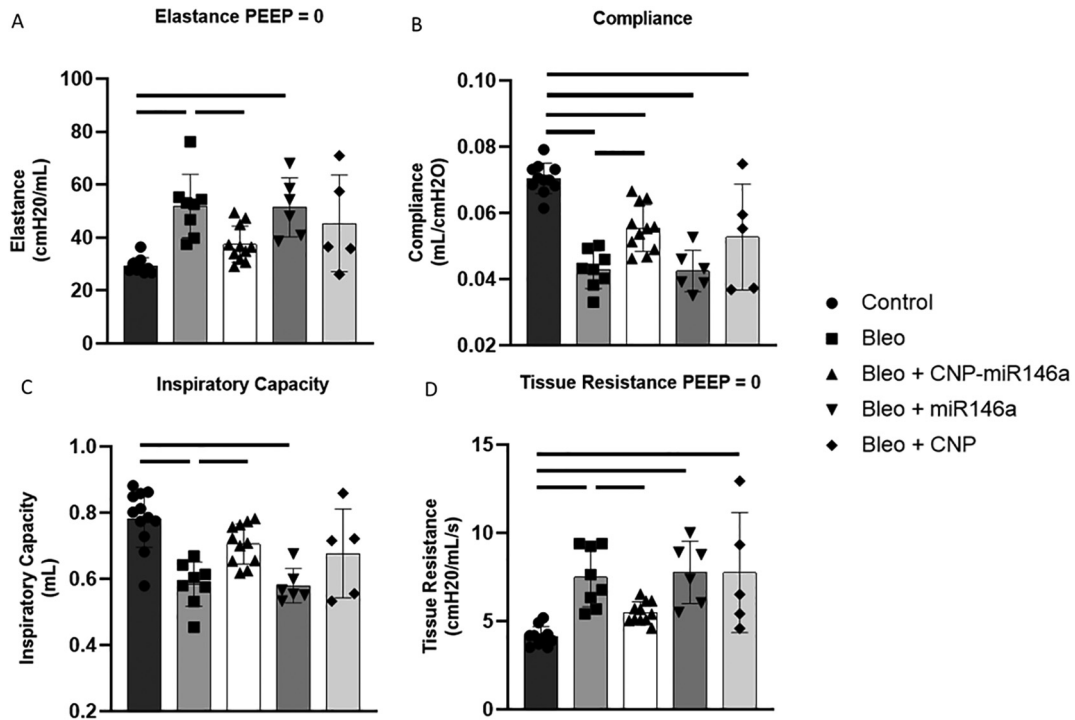 A
Elastance PEEP = 0
Elastance
(cmH20/mL)
100
80
60
40
20
0
B
Compliance
Compliance
(mL/cmH2O)
0.10
0.08
0.06
0.04
0.02
C
Inspiratory Capacity
Inspiratory Capacity
(mL)
1.0
0.8
0.6
0.4
0.2
D
Tissue Resistance PEEP = 0
Tissue Resistance
(cmH20/mL/s)
15
10
5
0
Control
Bleo
Bleo + CNP-miR146a
Bleo + miR146a
Bleo + CNP